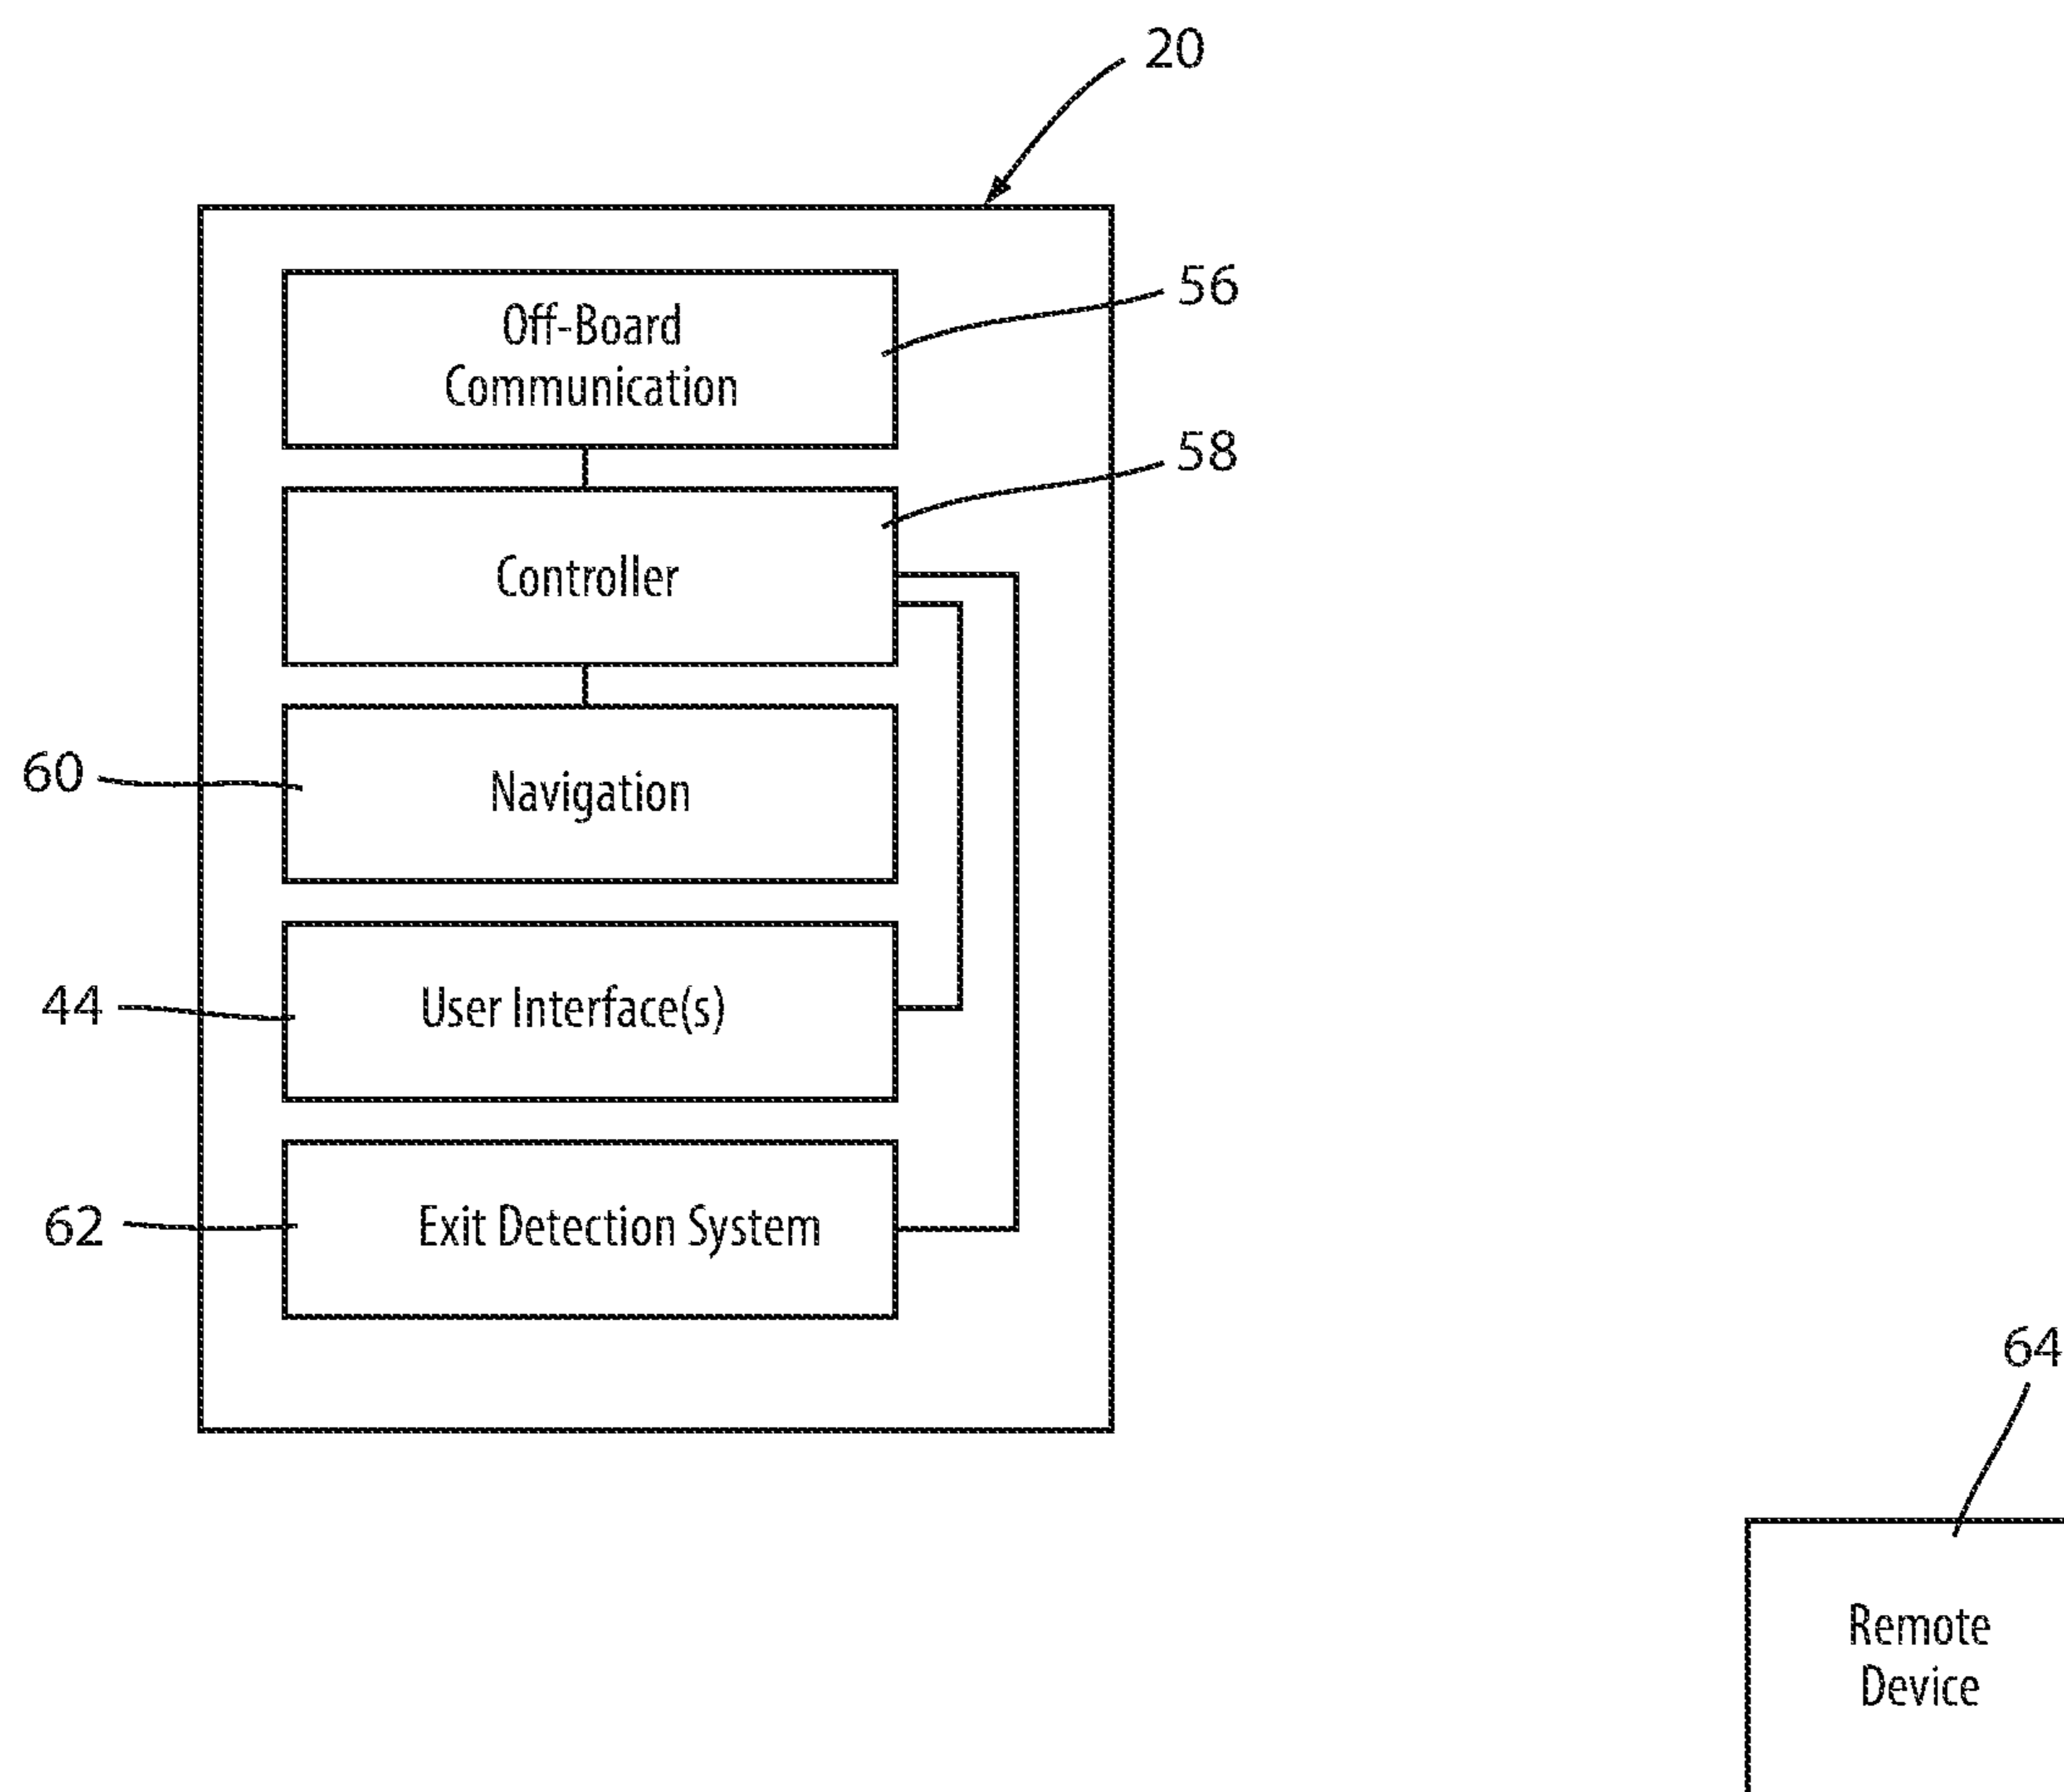 20
56
Off-Board
Communication
58
Controller
60
Navigation
44
User Interface(s)
62
Exit Detection System
64
Remote
Device